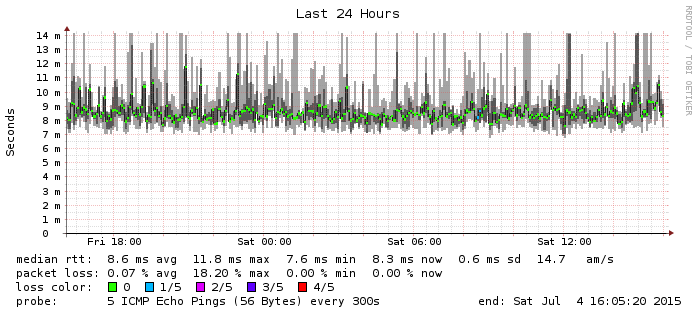 Last 24 Hours
RRDTOOL / TOBI OETIKER
Seconds
14 m
13 m
12 m
11 m
10 m
9 m
8 m
7 m
6 m
5 m
4 m
3 m
2 m
1 m
0
Fri 18:00 Sat 00:00 Sat 06:00 Sat 12:00
median rtt: 8.6 ms avg 11.8 ms max 7.6 ms min 8.3 ms now 0.6 ms sd 14.7 am/s
packet loss: 0.07 % avg 18.20 % max 0.00 % min 0.00 % now
loss color: 0 1/5 2/5 3/5 4/5
probe: 5 ICMP Echo Pings (56 Bytes) every 300s end: Sat Jul 4 16:05:20 2015